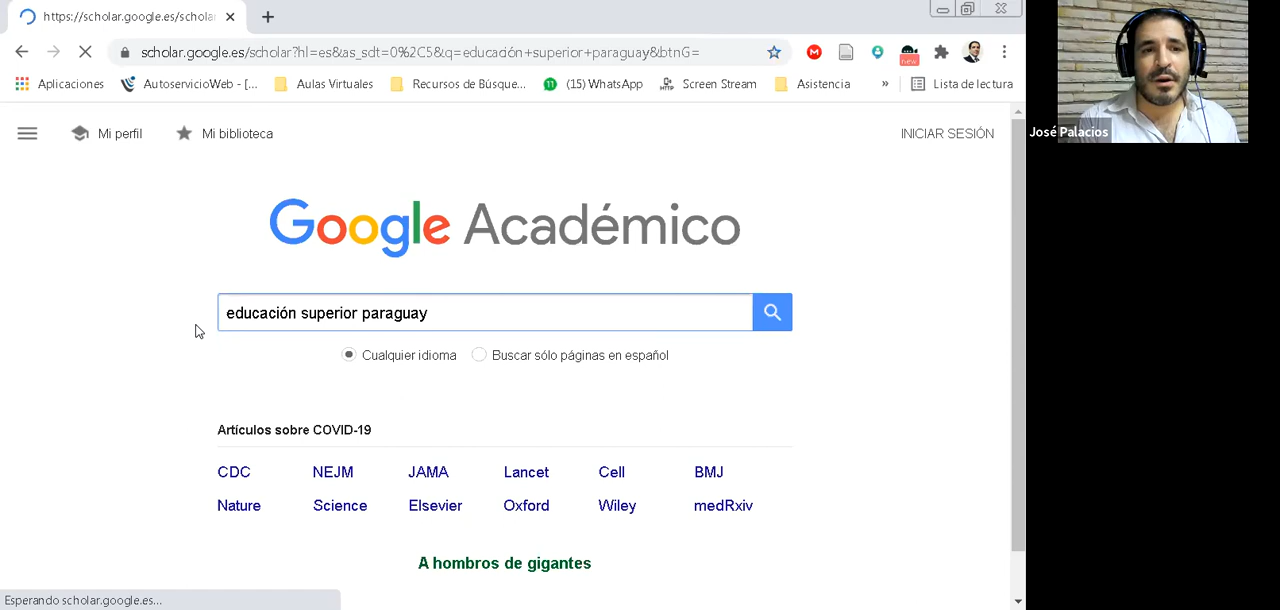 https://scholar.google.es/schola
scholar.google.es/scholar?hl=es&as_sdt=0%2C5&q=educación+superior+paraguay&btnG=
new
Aplicaciones
AutoservicioWeb - [...
Aulas Virtuales
Recursos de Búsque...
11
(15) WhatsApp
HTTP
Screen Stream
Asistencia
»
Lista de lectura
Mi perfil
Mi biblioteca
INICIAR SESIÓN
José Palacios
Google Académico
educación superior paraguay
Cualquier idioma
Buscar sólo páginas en español
Artículos sobre COVID-19
CDC NEJM JAMA Lancet Cell BMJ
Nature Science Elsevier Oxford Wiley medRxiv
A hombros de gigantes
Esperando scholar.google.es...